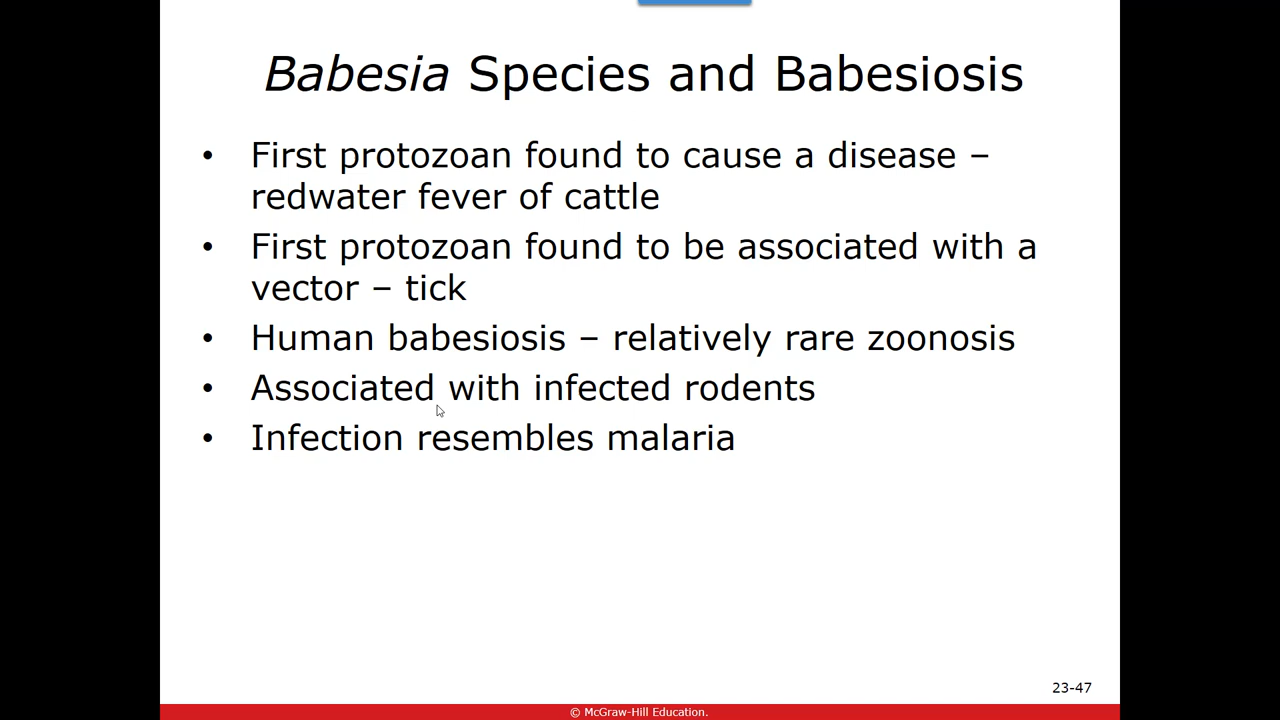 Babesia Species and Babesiosis
• First protozoan found to cause a disease –
redwater fever of cattle
• First protozoan found to be associated with a
vector – tick
• Human babesiosis – relatively rare zoonosis
• Associated with infected rodents
• Infection resembles malaria
23-47
© McGraw-Hill Education.